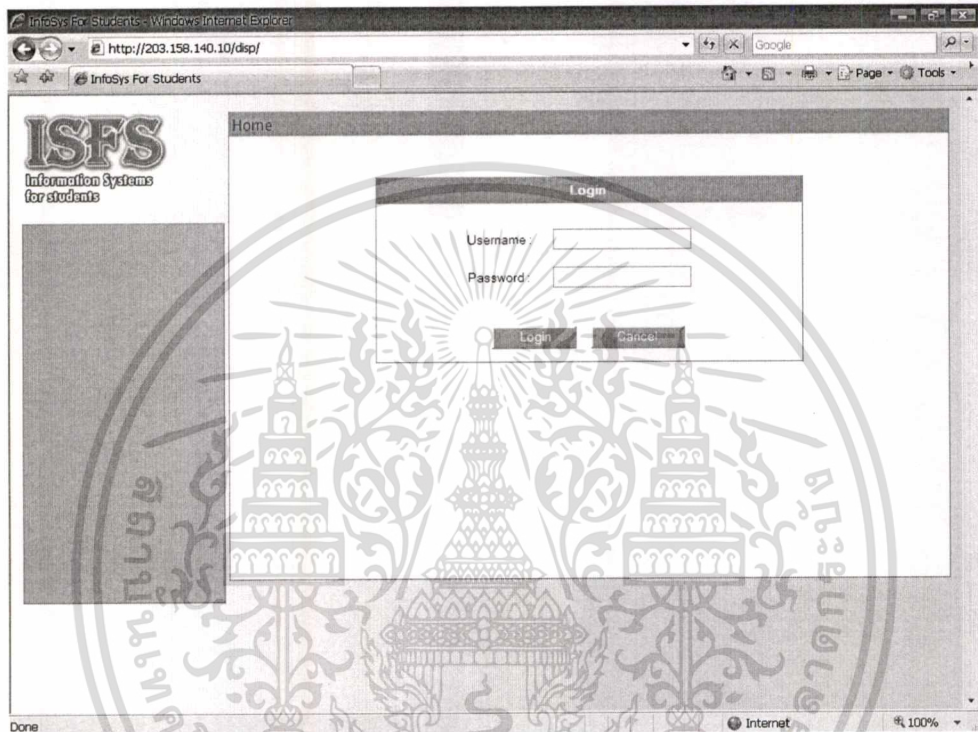 InfoSys For Students - Windows Internet Explorer
http://203.158.140.10/disp/
Google
InfoSys For Students
Page
Tools
ISFS
Information Systems
for students
Home
Login
Username :
Password :
Login
Cancel
Done
Internet
100%